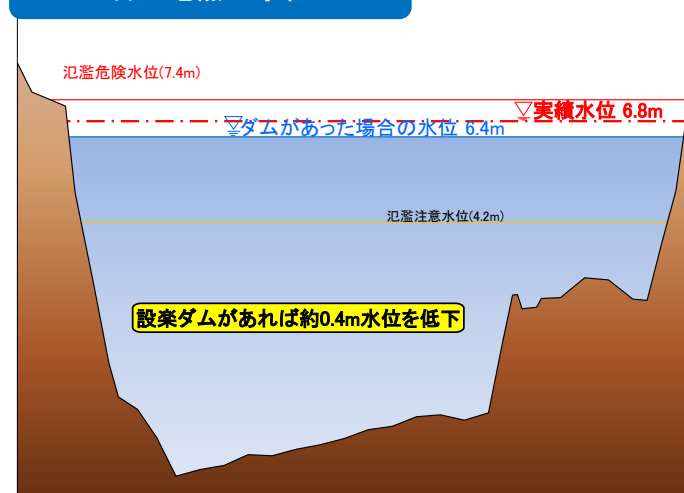 氾濫危険水位(7.4m)
▽実績水位 6.8m
▽ダムがあった場合の水位 6.4m
氾濫注意水位(4.2m)
設楽ダムがあれば約0.4m水位を低下